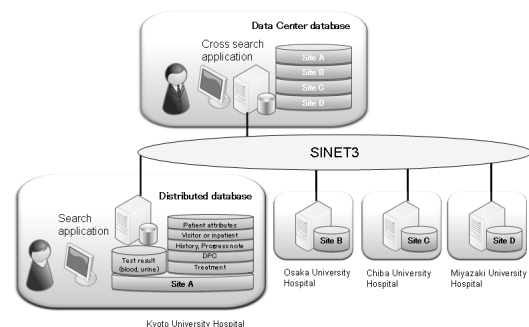 Data Center database
Cross search
application
Site A
Site B
Site C
Site D
SINET3
Distributed database
Search
application
Patient attributes
Visitor or inpatient
History, Progress note
DPC
Treatment
Test result
(blood, urine)
Site A
Kyoto University Hospital
Site B
Osaka University
Hospital
Site C
Chiba University
Hospital
Site D
Miyazaki University
Hospital